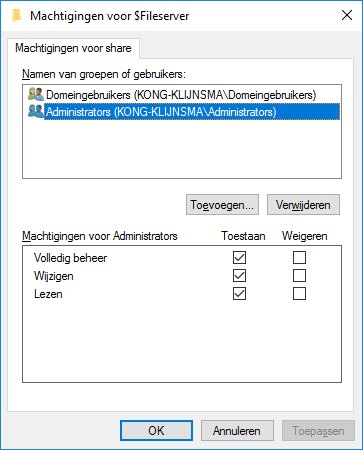 Machtigingen voor $Fileserver
Machtigingen voor share
Namen van groepen of gebruikers:
Domeingebruikers (KONG-KLIJNSMA\Domeingebruikers)
Administrators (KONG-KLIJNSMA\Administrators)
Toevoegen... Verwijderen
Machtigingen voor Administrators Toestaan Weigeren
Volledig beheer
Wijzigen
Lezen
OK Annuleren Toepassen